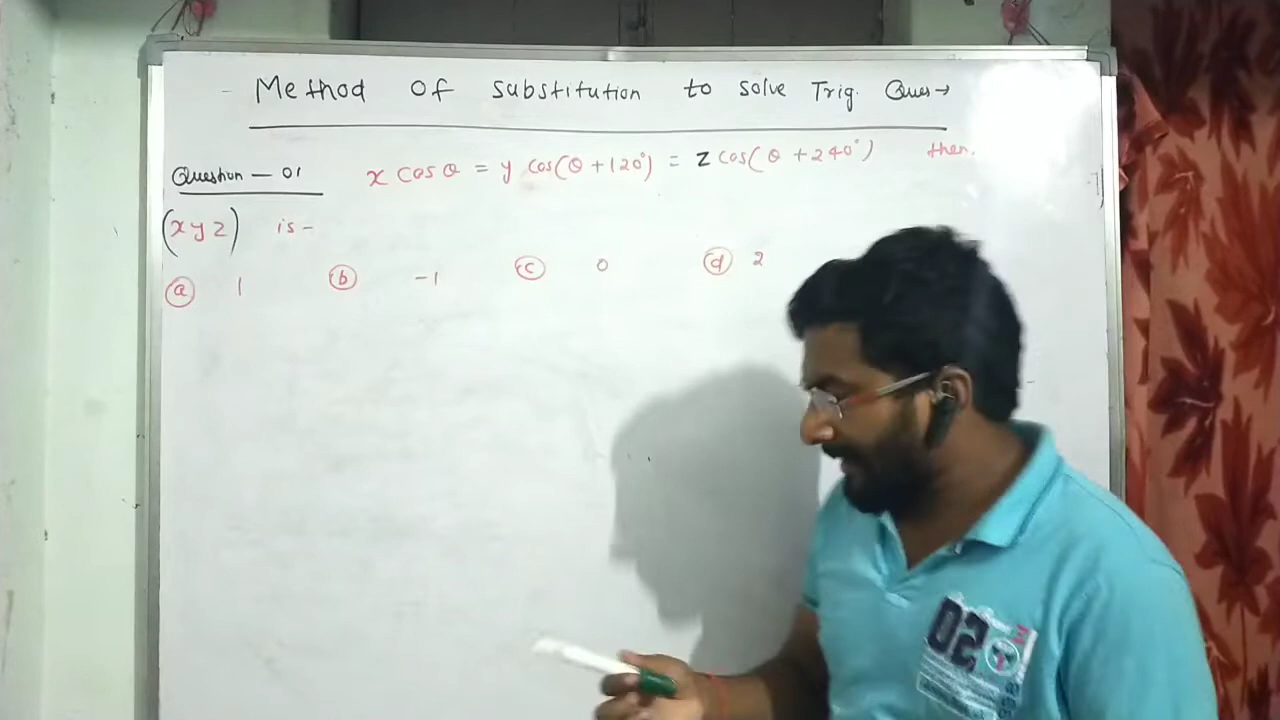 Method of substitution to solve Trig. Ques →
Question — 01 x cos θ = y cos(θ + 120°) = z cos(θ + 240°) then.
(x y z) is -
(a) 1 (b) -1 (c) 0 (d) 2
02